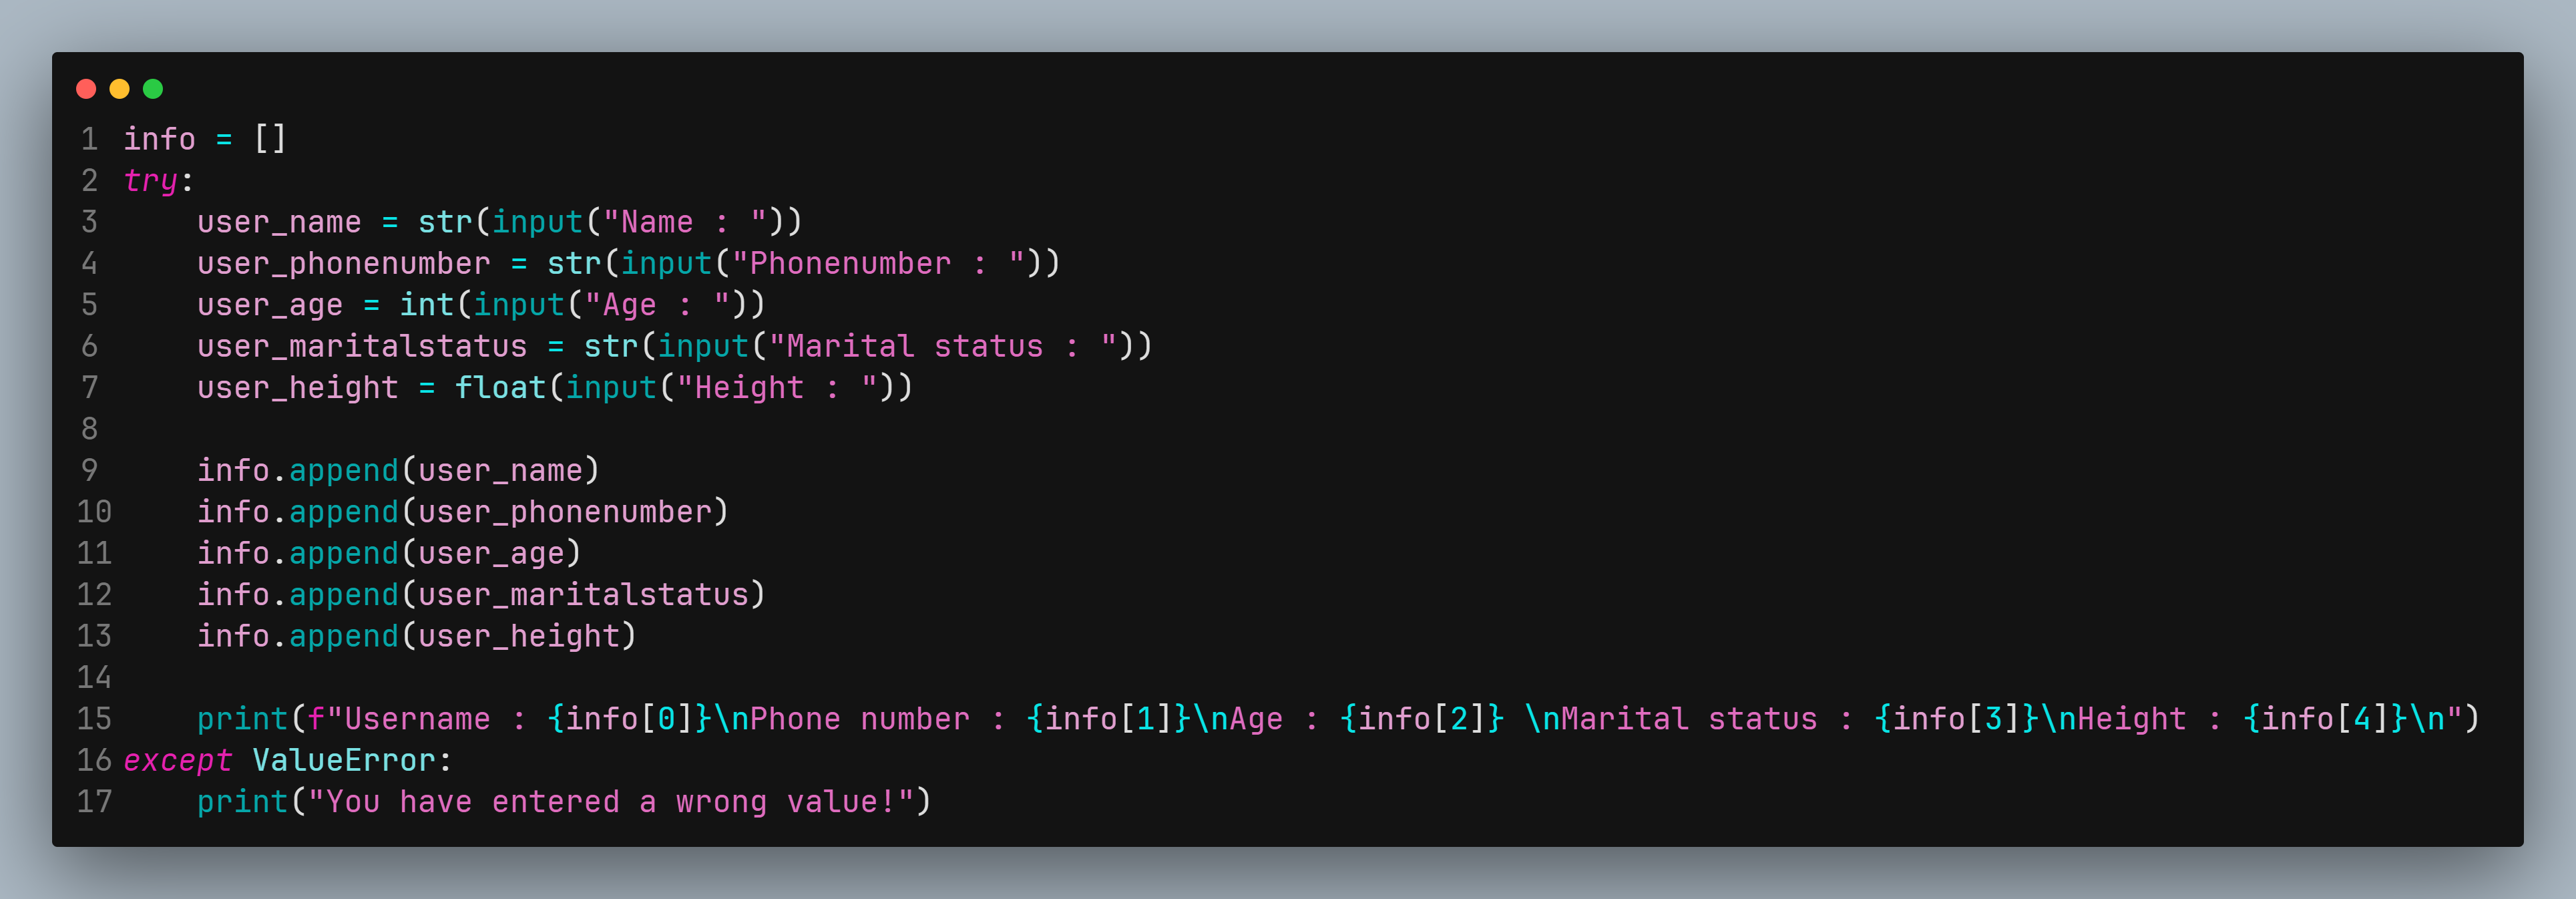 1 info = []
2 try:
3     user_name = str(input("Name : "))
4     user_phonenumber = str(input("Phonenumber : "))
5     user_age = int(input("Age : "))
6     user_maritalstatus = str(input("Marital status : "))
7     user_height = float(input("Height : "))
8
9     info.append(user_name)
10     info.append(user_phonenumber)
11     info.append(user_age)
12     info.append(user_maritalstatus)
13     info.append(user_height)
14
15     print(f"Username : {info[0]}\nPhone number : {info[1]}\nAge : {info[2]} \nMarital status : {info[3]}\nHeight : {info[4]}\n")
16 except ValueError:
17     print("You have entered a wrong value!")